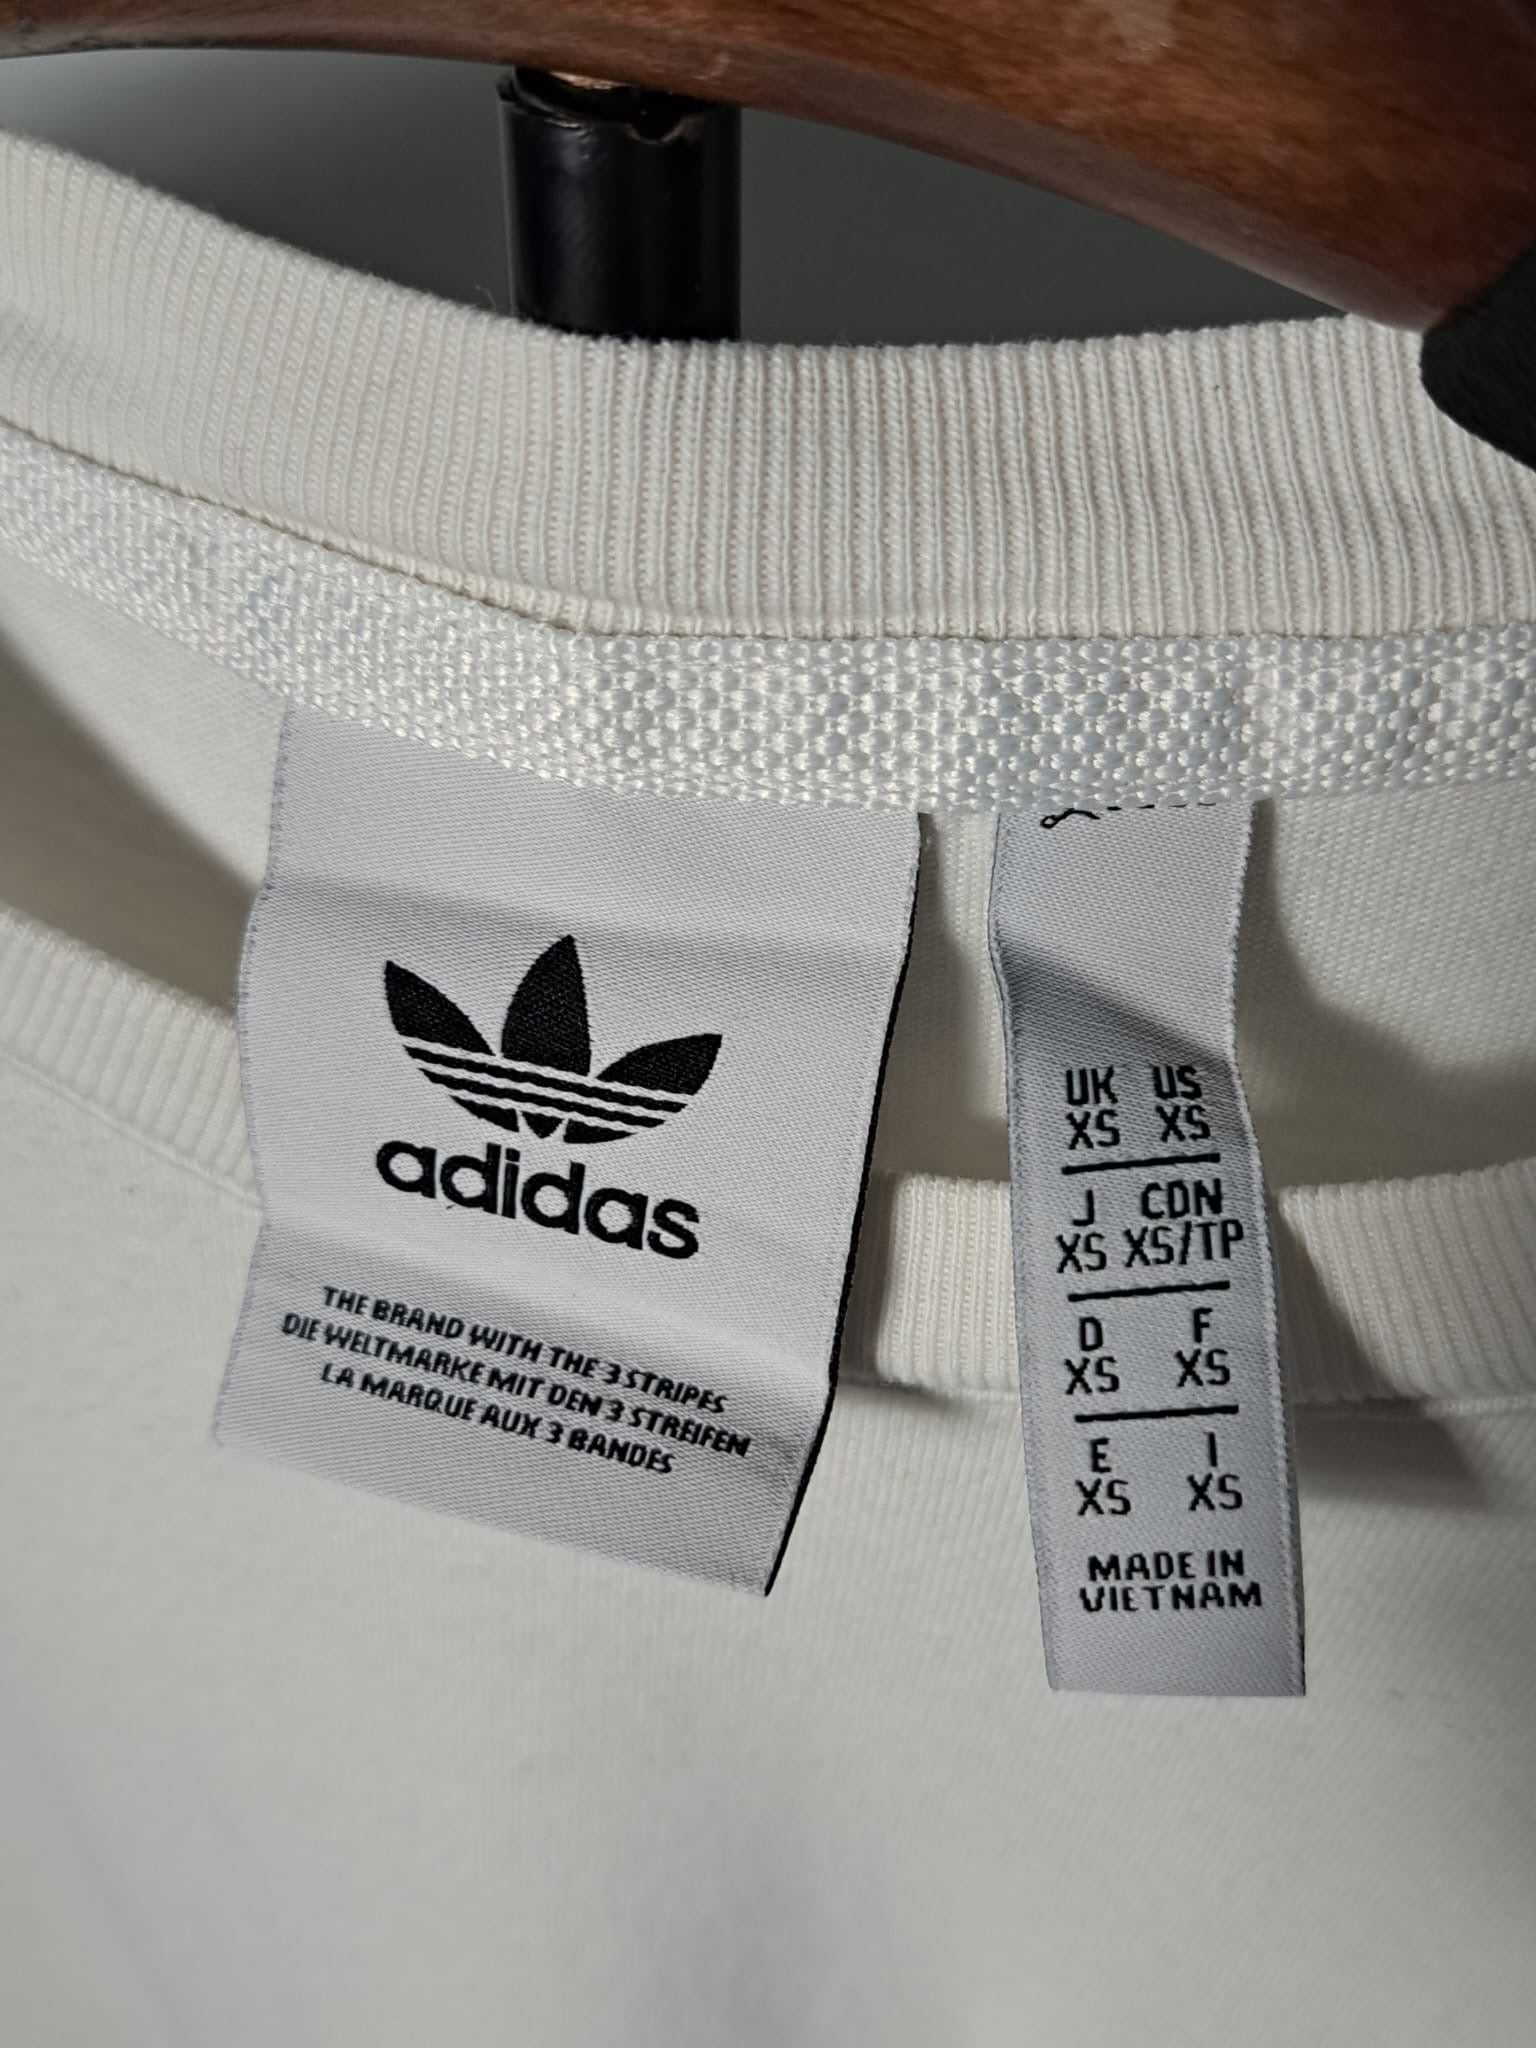 adidas
THE BRAND WITH THE 3 STRIPES
DIE WELTMARKE MIT DEN 3 STREIFEN
LA MARQUE AUX 3 BANDES
UK US
XS XS
J CDN
XS XS/TP
D F
XS XS
E I
XS XS
MADE IN
VIETNAM